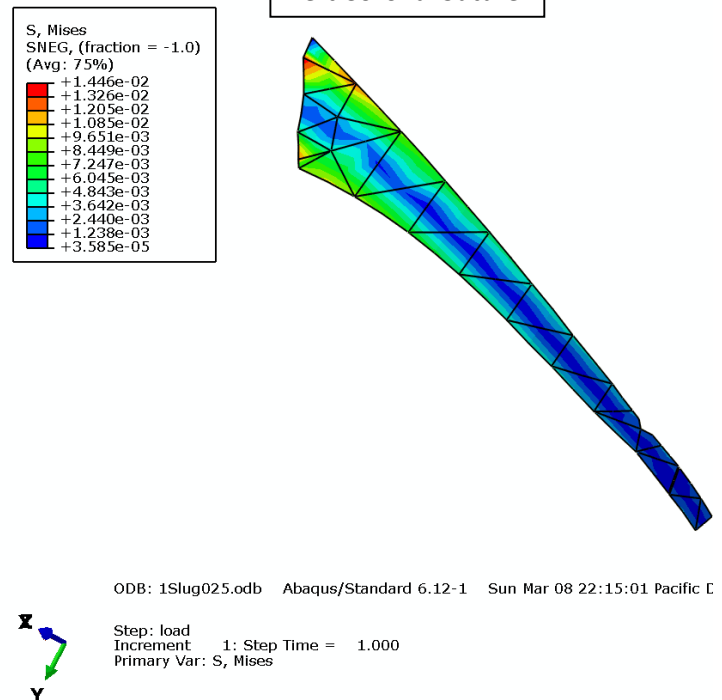 S, Mises
SNEG, (fraction = -1.0)
(Avg: 75%)
+1.446e-02
+1.326e-02
+1.205e-02
+1.085e-02
+9.651e-03
+8.449e-03
+7.247e-03
+6.045e-03
+4.843e-03
+3.642e-03
+2.440e-03
+1.238e-03
+3.585e-05
ODB: 1Slug025.odb Abaqus/Standard 6.12-1 Sun Mar 08 22:15:01 Pacific D
X
Step: load
Increment 1: Step Time = 1.000
Primary Var: S, Mises
Y